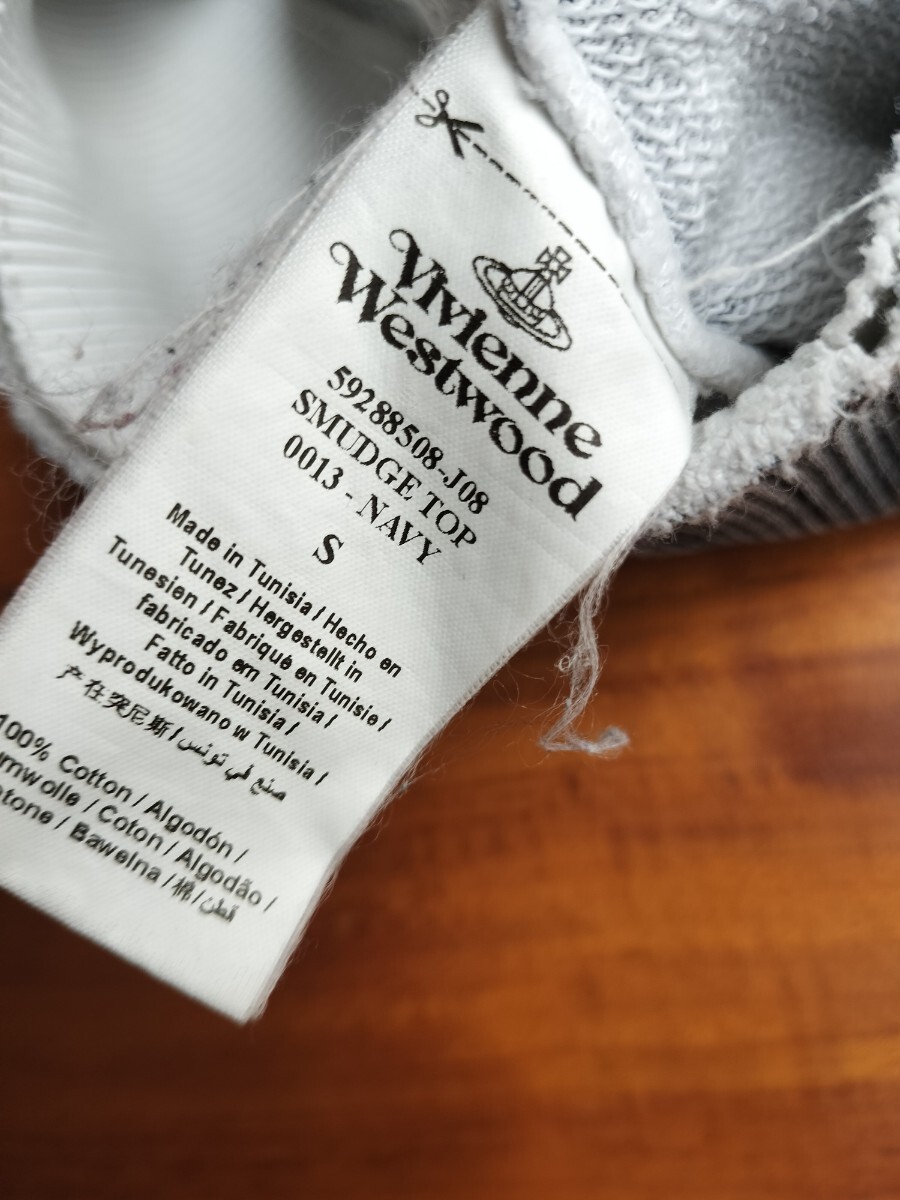 Vivienne
Westwood
59288508-J08
SMUDGE TOP
0013 - NAVY
S
Made in Tunisia / Hecho en
Tunez / Hergestellt in
Tunesien / Fabriqué en Tunisie /
fabricado em Tunisia /
Fatto in Tunisia /
Wyprodukowano w Tunisia /
产在突尼斯 / صنع في تونس
100% Cotton / Algodón /
/ Coton / Algodão /
/ Bawelna / 棉 / قطن